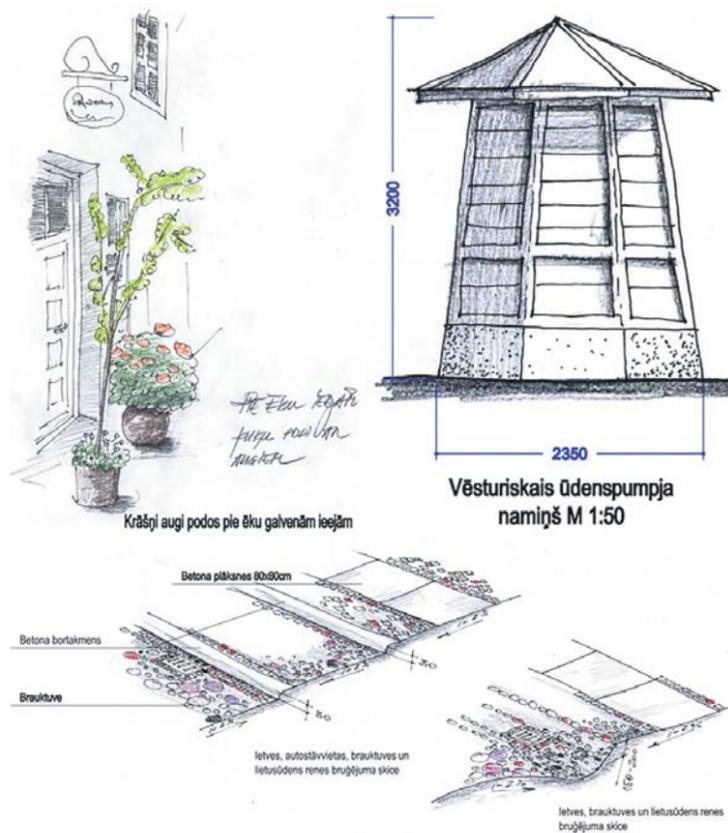 3200
2350
Vēsturiskais ūdenspumpja
namiņš M 1:50
Krāšņi augi podos pie ēku galvenām ieejām
Betona plāksnes 80x80cm
Betona bortakmens
Brauktuve
Ietves, autostāvvietas, brauktuves un
lietusūdens renes bruģējuma skice
Ietves, brauktuves un lietusūdens renes
bruģējuma skice